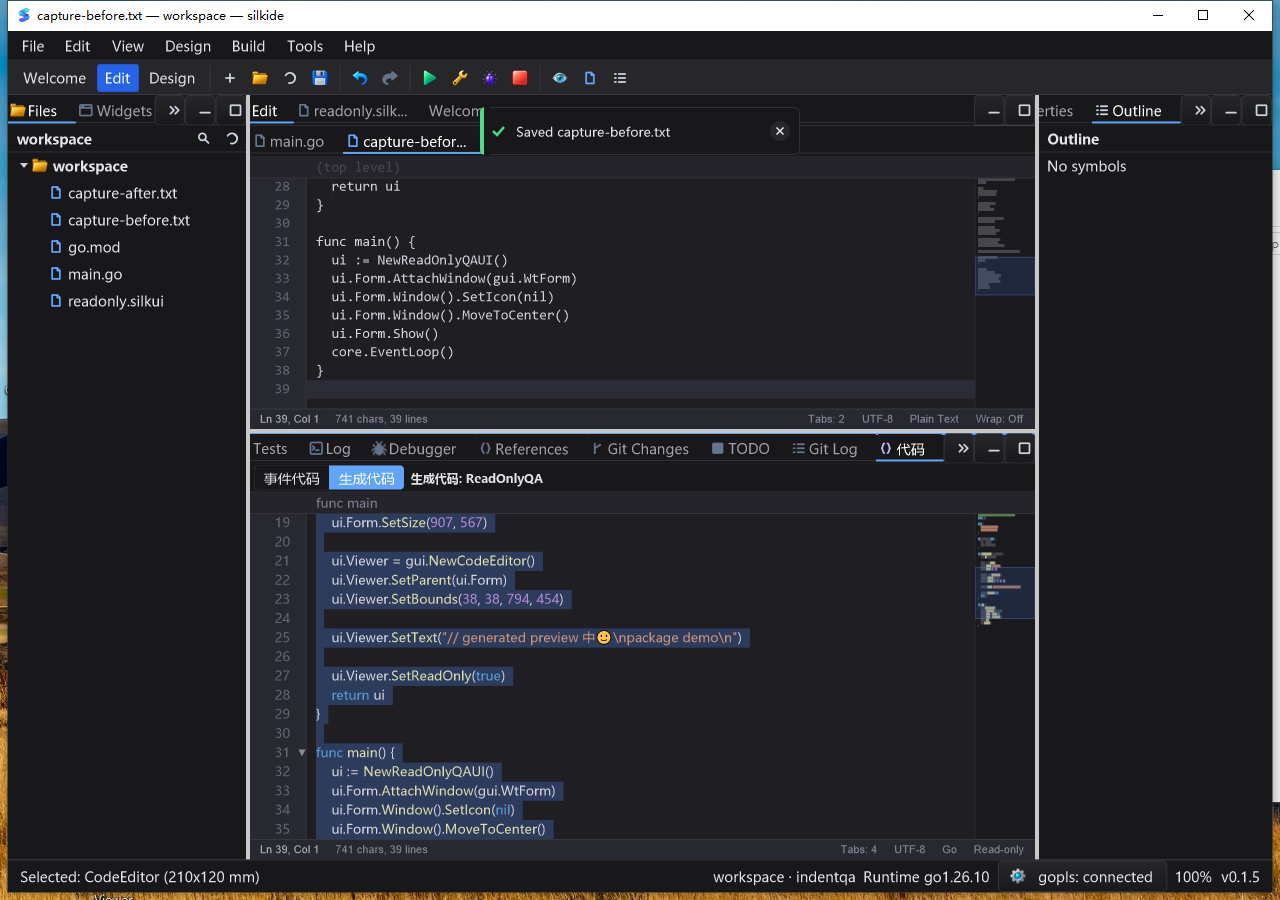 capture-before.txt — workspace — silkide
File Edit View Design Build Tools Help
Welcome Edit Design
Files Widgets
workspace
workspace
capture-after.txt
capture-before.txt
go.mod
main.go
readonly.silkui
Edit readonly.silk... Welcom
main.go capture-befor...
Saved capture-before.txt
(top level)
28 return ui
29 }
30
31 func main() {
32 ui := NewReadOnlyQAUI()
33 ui.Form.AttachWindow(gui.WtForm)
34 ui.Form.Window().SetIcon(nil)
35 ui.Form.Window().MoveToCenter()
36 ui.Form.Show()
37 core.EventLoop()
38 }
39
Ln 39, Col 1 741 chars, 39 lines Tabs: 2 UTF-8 Plain Text Wrap: Off
erties Outline
Outline
No symbols
Tests Log Debugger References Git Changes TODO Git Log 代码
事件代码 生成代码 生成代码: ReadOnlyQA
func main
19 ui.Form.SetSize(907, 567)
20
21 ui.Viewer = gui.NewCodeEditor()
22 ui.Viewer.SetParent(ui.Form)
23 ui.Viewer.SetBounds(38, 38, 794, 454)
24
25 ui.Viewer.SetText("// generated preview 中🙂\npackage demo\n")
26
27 ui.Viewer.SetReadOnly(true)
28 return ui
29 }
30
31 func main() {
32 ui := NewReadOnlyQAUI()
33 ui.Form.AttachWindow(gui.WtForm)
34 ui.Form.Window().SetIcon(nil)
35 ui.Form.Window().MoveToCenter()
Ln 39, Col 1 741 chars, 39 lines Tabs: 4 UTF-8 Go Read-only
Selected: CodeEditor (210x120 mm) workspace · indentqa Runtime go1.26.10 gopls: connected 100% v0.1.5